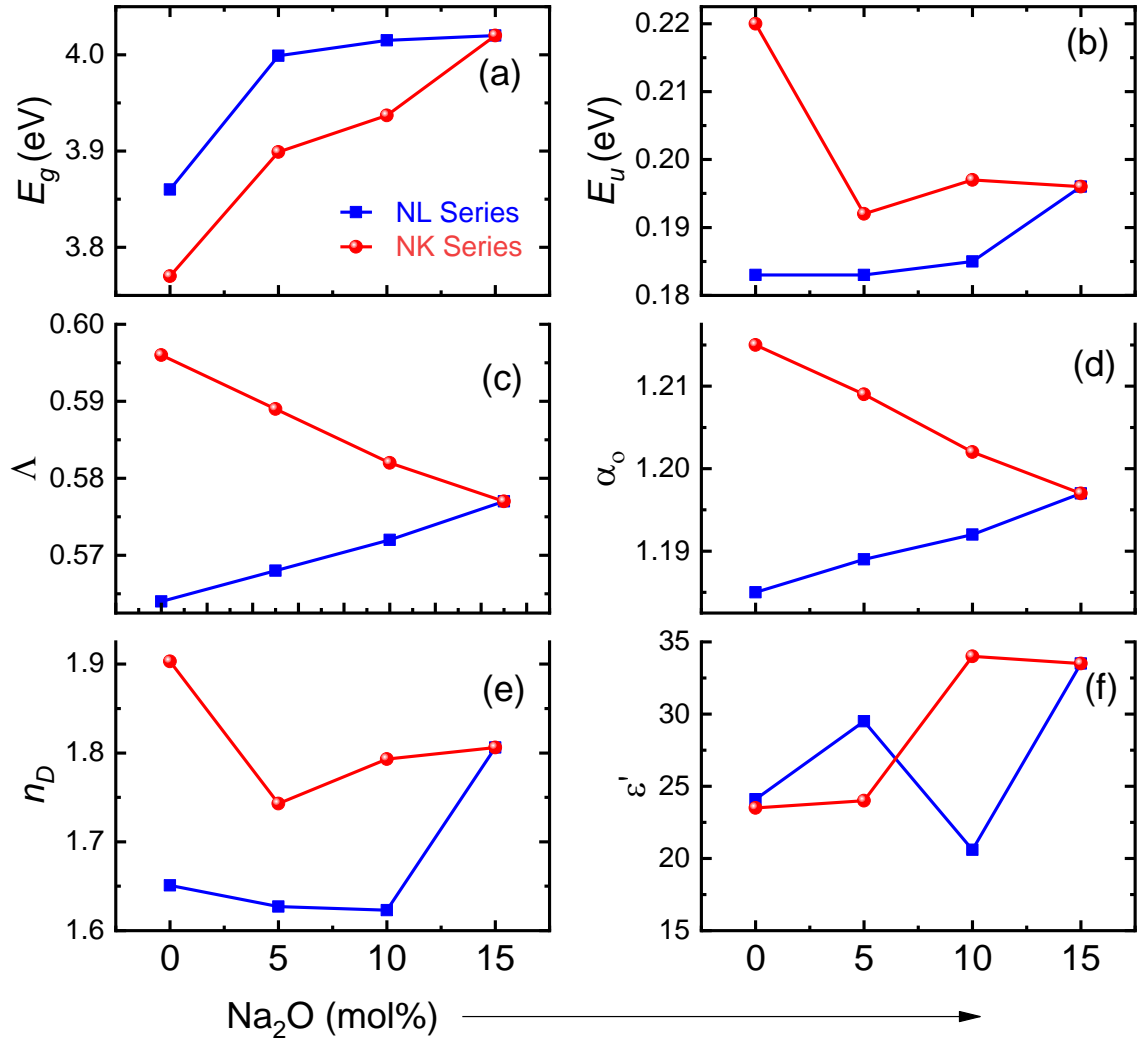 4.0
3.9
3.8
E_g (eV)
(a)
NL Series
NK Series
0.22
0.21
0.20
0.19
0.18
E_u (eV)
(b)
0.60
0.59
0.58
0.57
Λ
(c)
1.21
1.20
1.19
α_o
(d)
1.9
1.8
1.7
1.6
n_D
(e)
0 5 10 15
35
30
25
20
15
ε'
(f)
0 5 10 15
Na₂O (mol%)